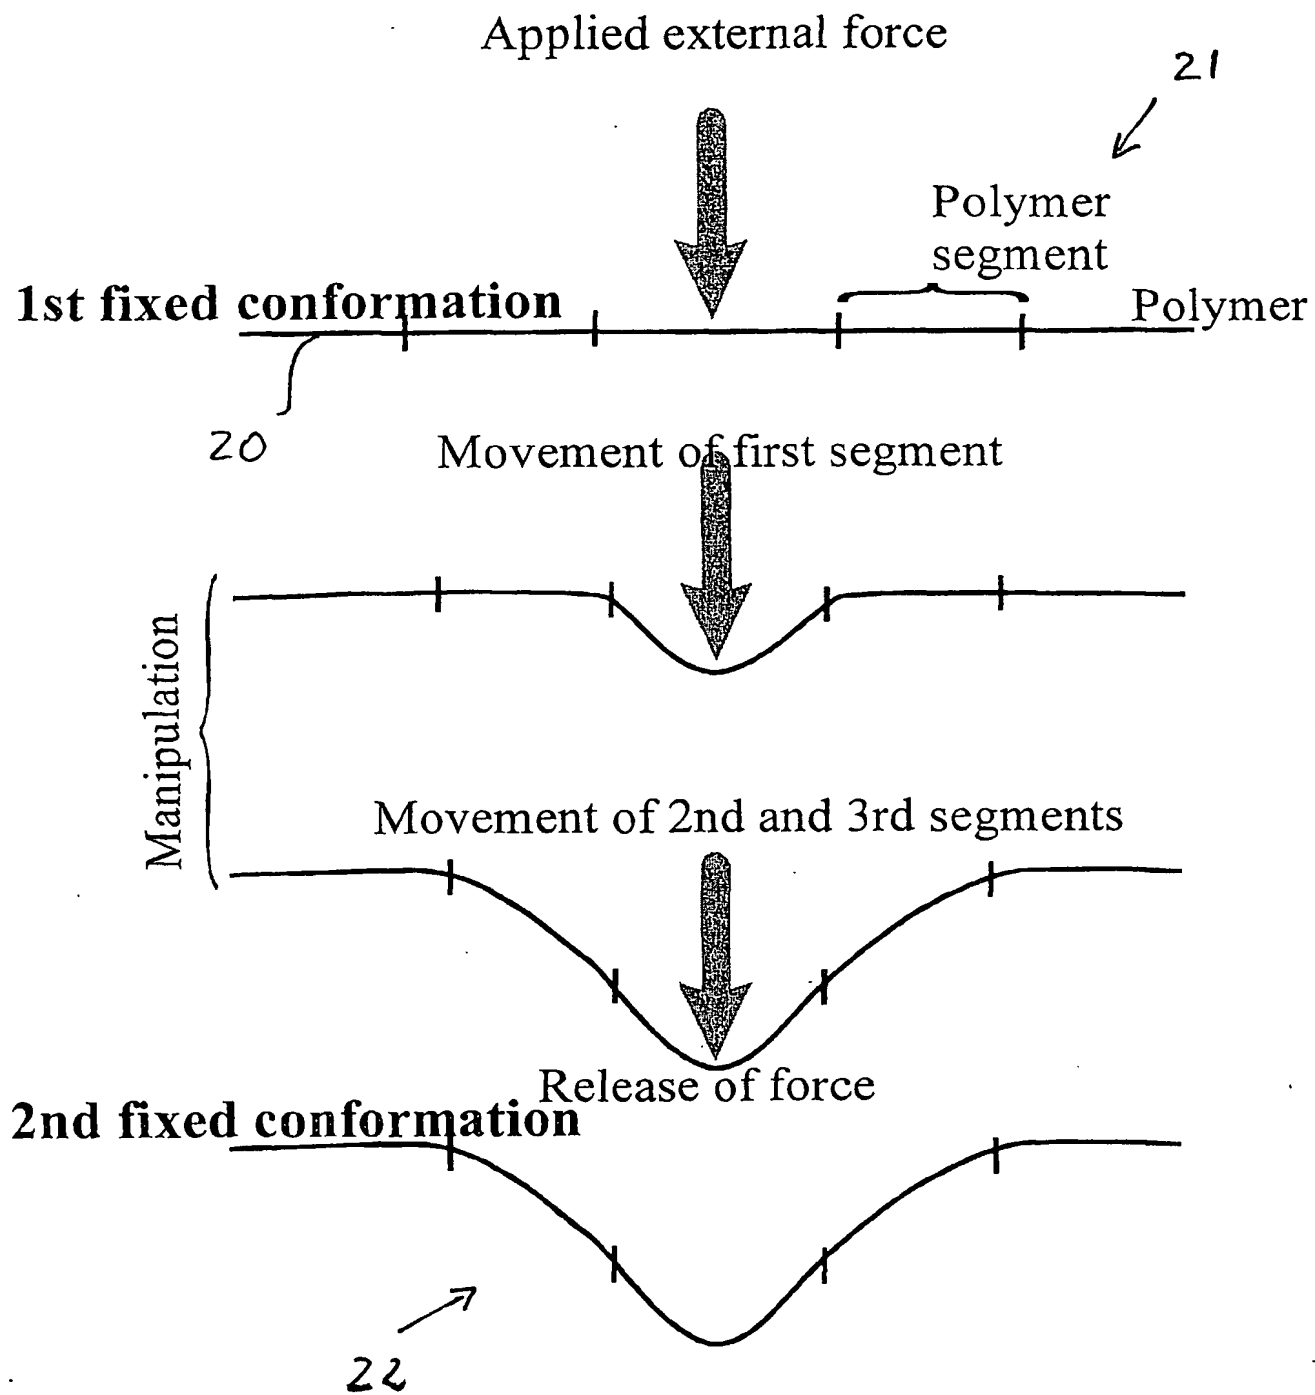 Applied external force
21
Polymer
segment
1st fixed conformation
Polymer
20
Movement of first segment
Manipulation
Movement of 2nd and 3rd segments
Release of force
2nd fixed conformation
22